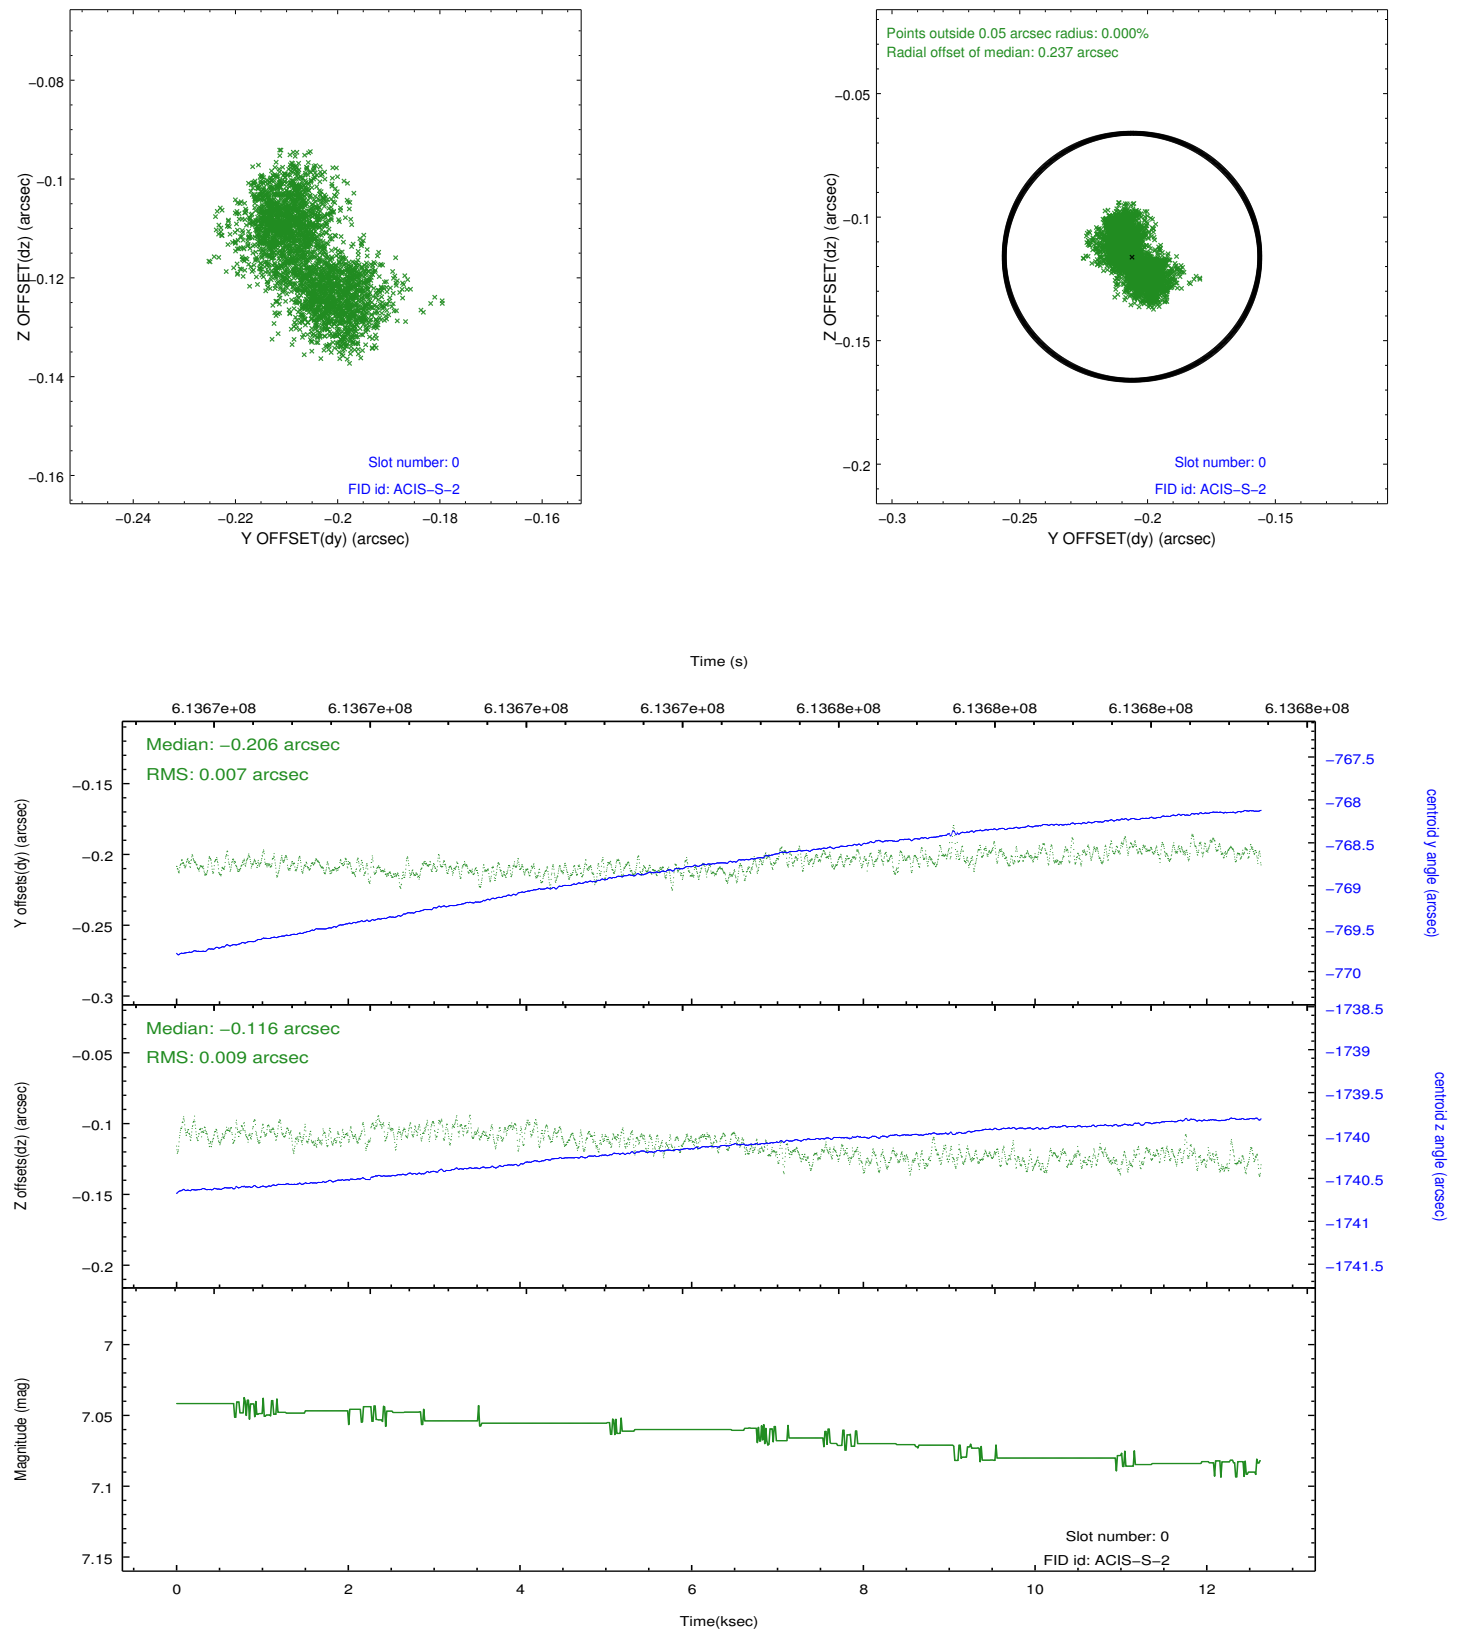 −0.08
−0.1
−0.12
−0.14
−0.16
Z OFFSET(dz) (arcsec)
−0.24
−0.22
−0.2
−0.18
−0.16
Y OFFSET(dy) (arcsec)
Slot number: 0
FID id: ACIS−S−2
Points outside 0.05 arcsec radius: 0.000%
Radial offset of median: 0.237 arcsec
−0.05
−0.1
−0.15
−0.2
Z OFFSET(dz) (arcsec)
−0.3
−0.25
−0.2
−0.15
Y OFFSET(dy) (arcsec)
Slot number: 0
FID id: ACIS−S−2
Time (s)
6.1367e+08
6.1367e+08
6.1367e+08
6.1367e+08
6.1368e+08
6.1368e+08
6.1368e+08
6.1368e+08
Median: −0.206 arcsec
RMS: 0.007 arcsec
−0.15
−0.2
−0.25
−0.3
Y offsets(dy) (arcsec)
−767.5
−768
−768.5
−769
−769.5
−770
centroid y angle (arcsec)
Median: −0.116 arcsec
RMS: 0.009 arcsec
−0.05
−0.1
−0.15
−0.2
Z offsets(dz) (arcsec)
−1738.5
−1739
−1739.5
−1740
−1740.5
−1741
−1741.5
centroid z angle (arcsec)
7
7.05
7.1
7.15
Magnitude (mag)
Slot number: 0
FID id: ACIS−S−2
0
2
4
6
8
10
12
Time(ksec)